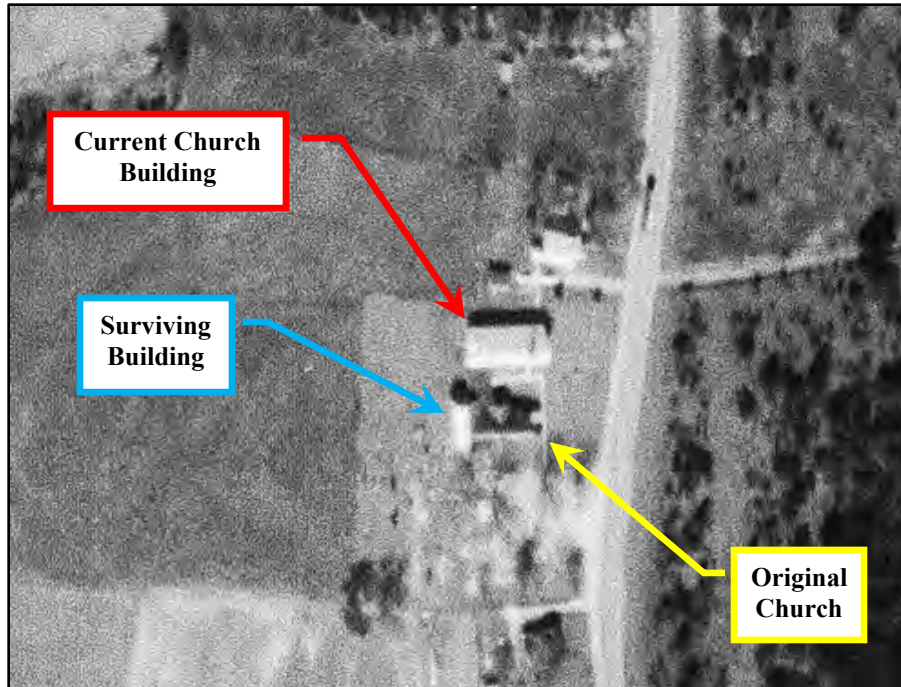 Current Church
Building
Surviving
Building
Original
Church